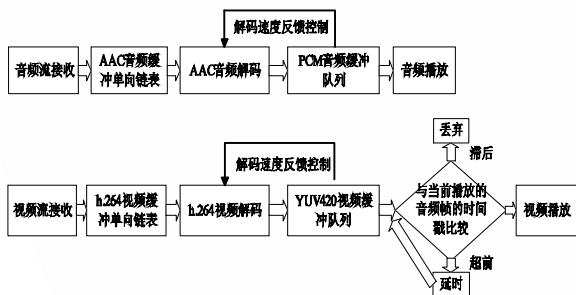 解码速度反馈控制
音频流接收
AAC音频缓
冲单向链表
AAC音频解码
PCM音频缓冲
队列
音频播放
解码速度反馈控制
丢弃
滞后
视频流接收
h.264视频缓
冲单向链表
h.264视频解码
YUV420视频缓
冲队列
与当前播放的
音频帧的时间
戳比较
视频播放
超前
延时